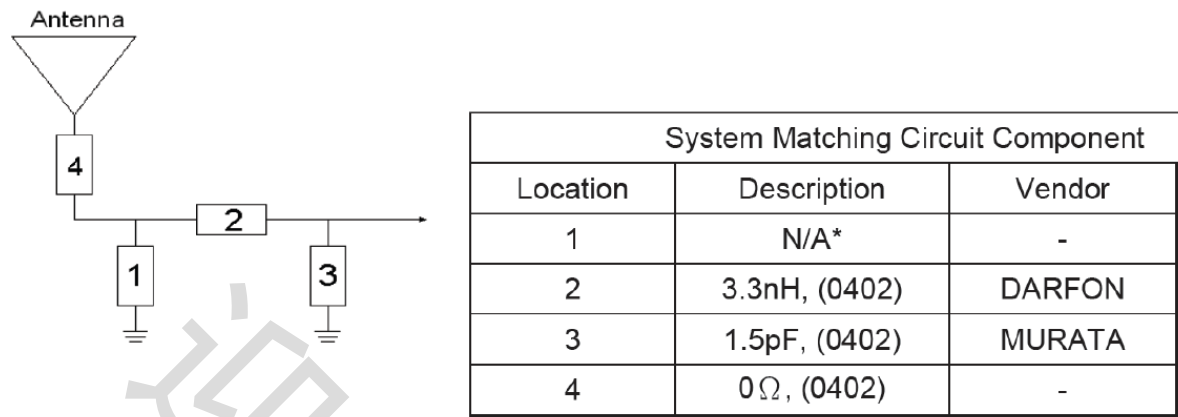 Antenna
4
2
1
3
System Matching Circuit Component
Location Description Vendor
1 N/A* -
2 3.3nH, (0402) DARFON
3 1.5pF, (0402) MURATA
4 0Ω, (0402) -